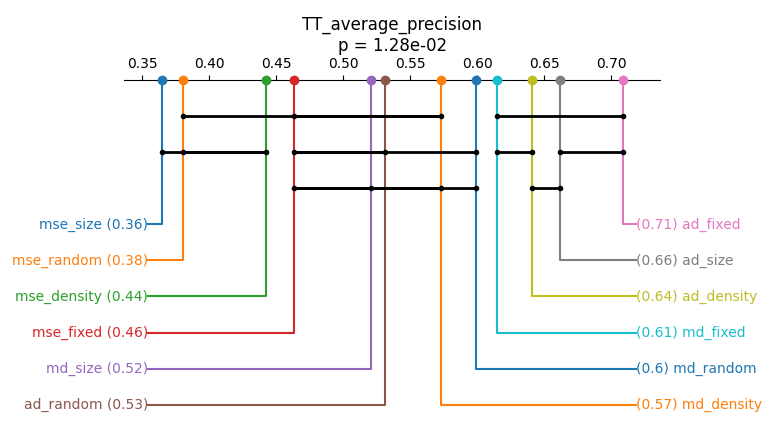 TT_average_precision
p = 1.28e-02
0.35 0.40 0.45 0.50 0.55 0.60 0.65 0.70
mse_size (0.36) (0.71) ad_fixed
mse_random (0.38) (0.66) ad_size
mse_density (0.44) (0.64) ad_density
mse_fixed (0.46) (0.61) md_fixed
md_size (0.52) (0.6) md_random
ad_random (0.53) (0.57) md_density